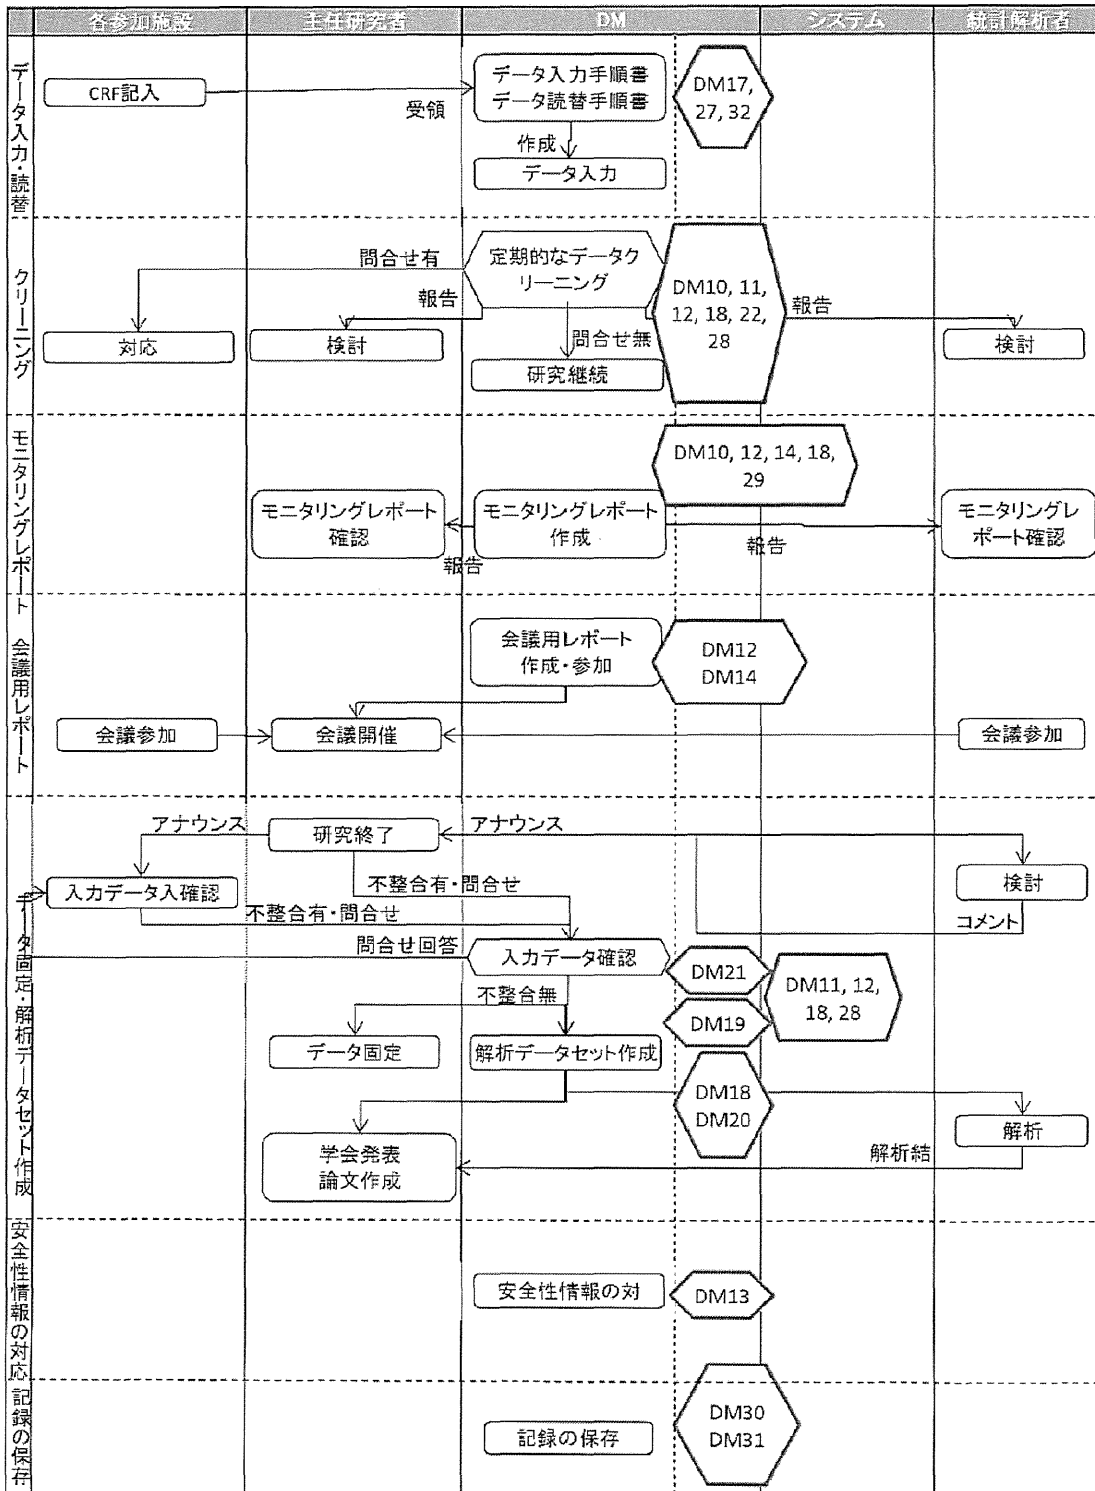 各参加施設
主任研究者
DM
システム
統計解析者
データ入力・読替
CRF記入
受領
データ入力手順書
データ読替手順書
DM17,
27, 32
作成
データ入力
クリーニング
問合せ有
定期的なデータク
リーニング
DM10, 11,
12, 18, 22,
28
報告
報告
対応
検討
問合せ無
検討
研究継続
モニタリングレポート
DM10, 12, 14, 18,
29
モニタリングレポート
確認
モニタリングレポート
作成
モニタリングレ
ポート確認
報告
報告
会議用レポート
会議用レポート
作成・参加
DM12
DM14
会議参加
会議開催
会議参加
データ固定・解析データセット作成
アナウンス
研究終了
アナウンス
入力データ入確認
不整合有・問合せ
検討
不整合有・問合せ
コメント
問合せ回答
入力データ確認
DM21
DM11, 12,
18, 28
不整合無
DM19
データ固定
解析データセット作成
DM18
DM20
学会発表
論文作成
解析
解析結
安全性情報の対応
安全性情報の対
DM13
記録の保存
記録の保存
DM30
DM31